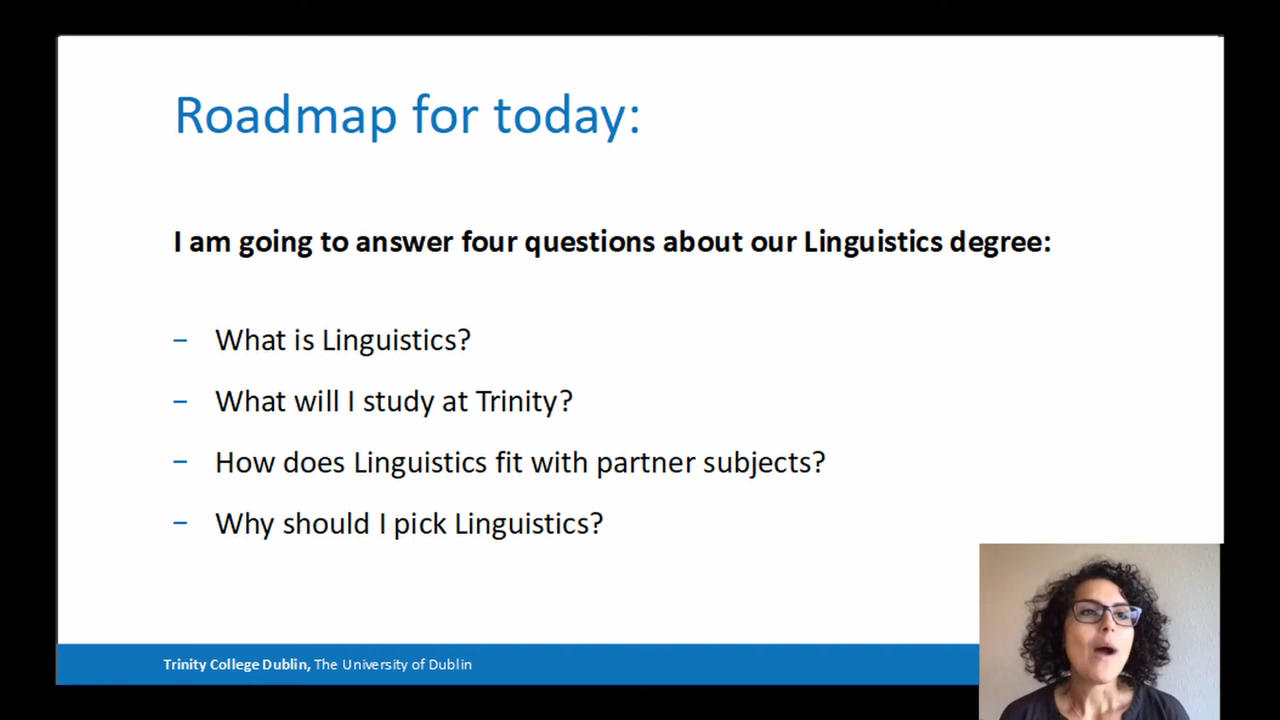 Roadmap for today:
I am going to answer four questions about our Linguistics degree:
– What is Linguistics?
– What will I study at Trinity?
– How does Linguistics fit with partner subjects?
– Why should I pick Linguistics?
Trinity College Dublin, The University of Dublin